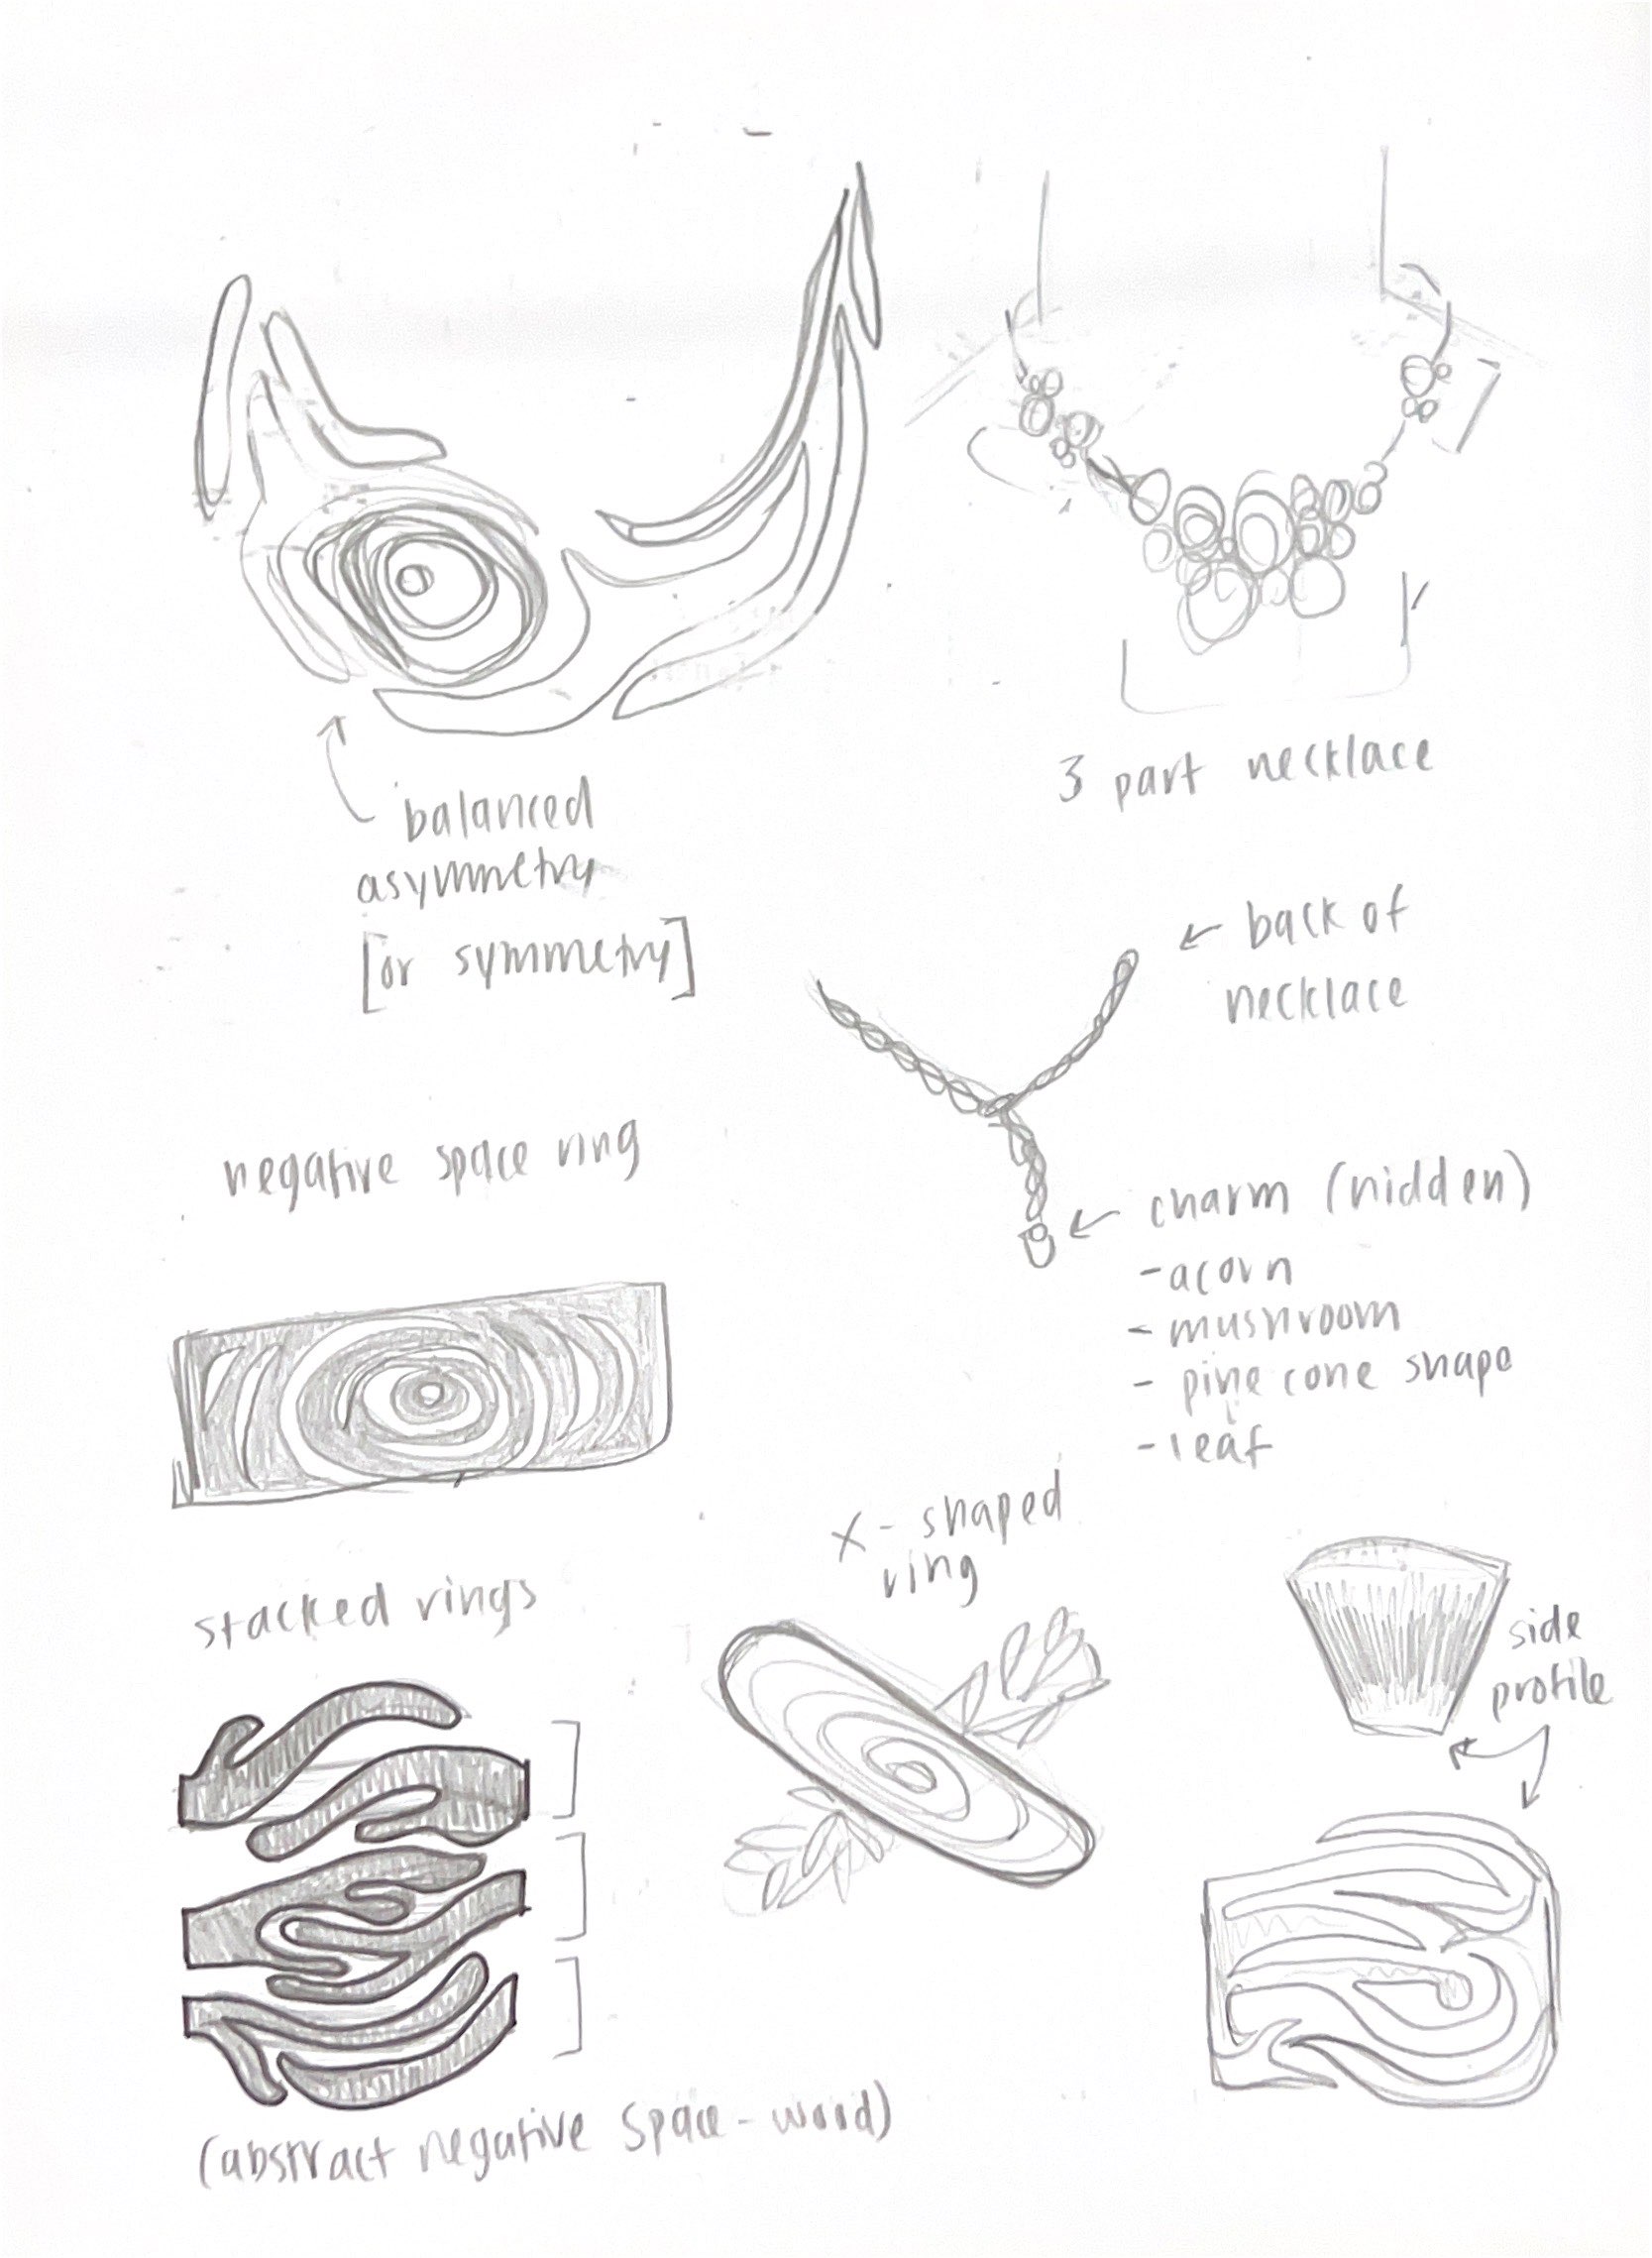 balanced
asymmetry
[or symmetry]
3 part necklace
← back of
necklace
charm (hidden)
- acorn
- mushroom
- pine cone shape
- leaf
negative space ring
stacked rings
X-shaped
ring
side
profile
(abstract negative space - wood)